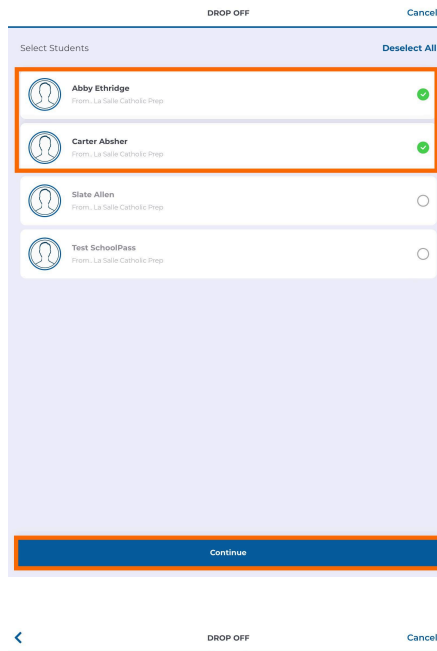 DROP OFF Cancel
Select Students Deselect All
Abby Ethridge
From.. La Salle Catholic Prep
Carter Absher
From.. La Salle Catholic Prep
Slate Allen
From.. La Salle Catholic Prep
Test SchoolPass
From.. La Salle Catholic Prep
Continue
DROP OFF Cancel